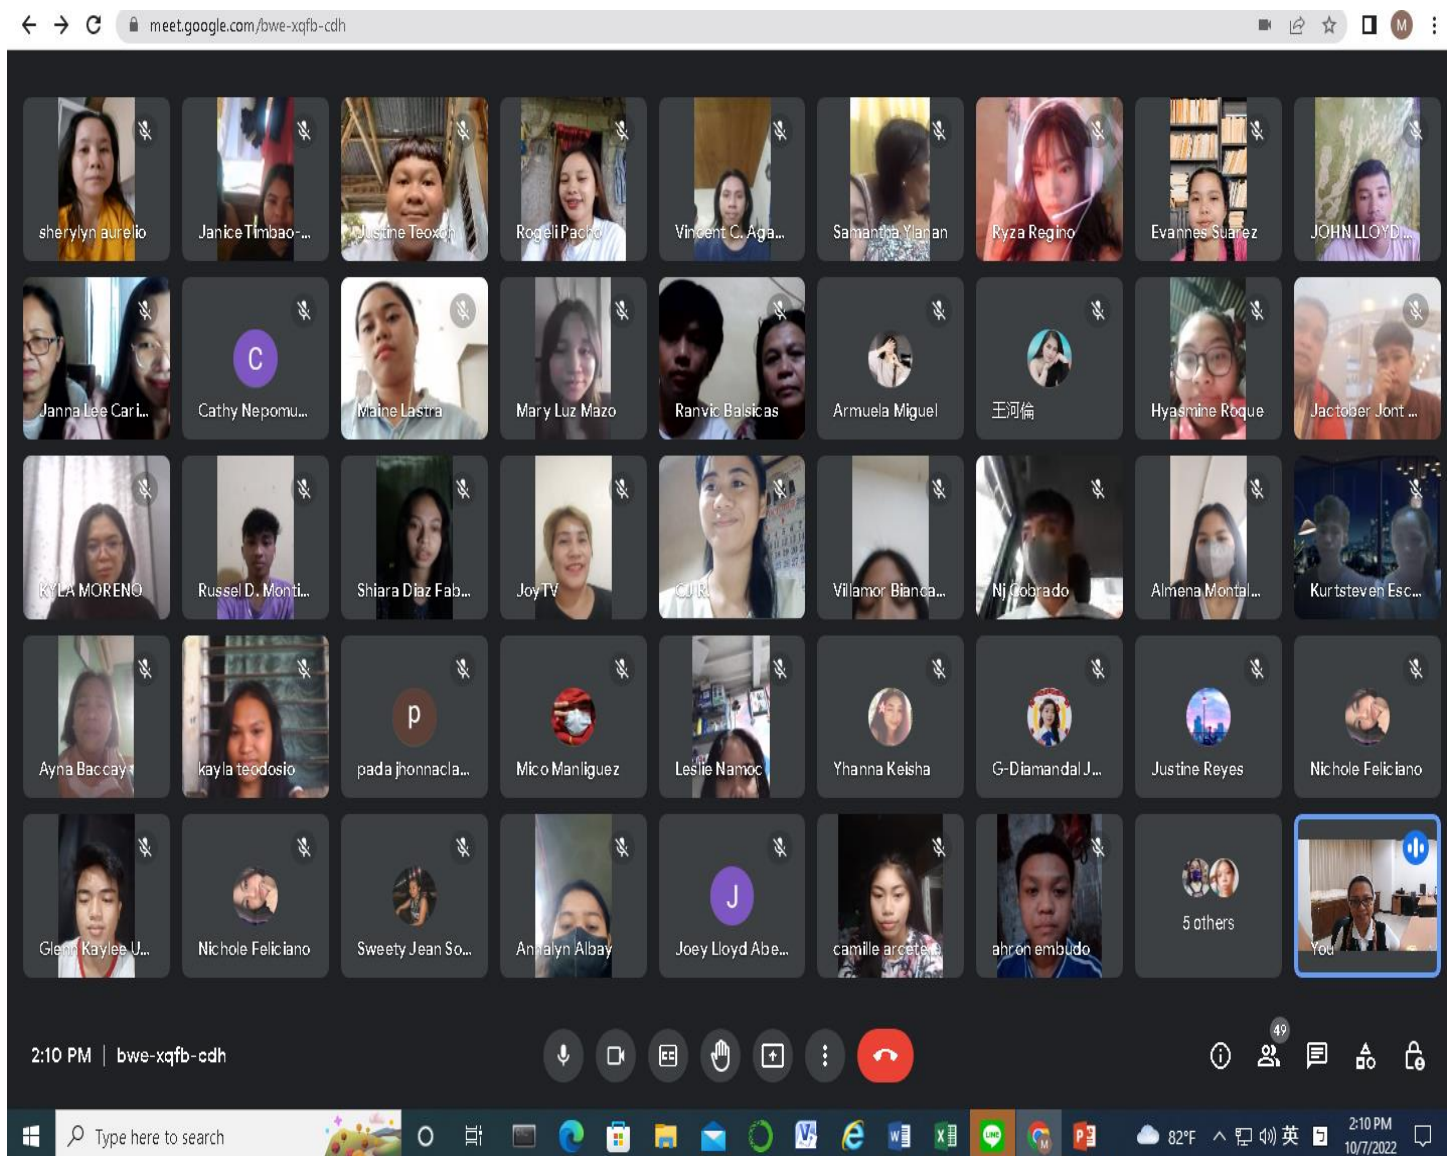 meet.google.com/bwe-xqfb-cdh
M
sherylyn aurelio
Janice Timbao-...
Justine Teoxon
Rogeli Pacho
Vincent C. Aga...
Samantha Ylanan
Ryza Regino
Evannes Suarez
JOHN LLOYD...
Janna Lee Cari...
C
Cathy Nepomu...
Maine Lastra
Mary Luz Mazo
Ranvic Balsicas
Armuela Miguel
王河倫
Hyasmine Roque
Jactober Jont ...
KYLA MORENO
Russel D. Monti...
Shiara Diaz Fab...
Joy TV
CJ R.
Villamor Bianca...
Nj Cobrado
Almena Montal...
Kurtsteven Esc...
Ayna Baccay
kayla teodosio
p
pada jhonnacla...
Mico Manliguez
Leslie Namoc
Yhanna Keisha
G-Diamandal J...
Justine Reyes
Nichole Feliciano
Glenn Kaylee U...
Nichole Feliciano
Sweety Jean So...
Annalyn Albay
J
Joey Lloyd Abe...
camille
ahron embudo
5 others
You
2:10 PM | bwe-xqfb-cdh
49
Type here to search
82°F
英
2:10 PM
10/7/2022